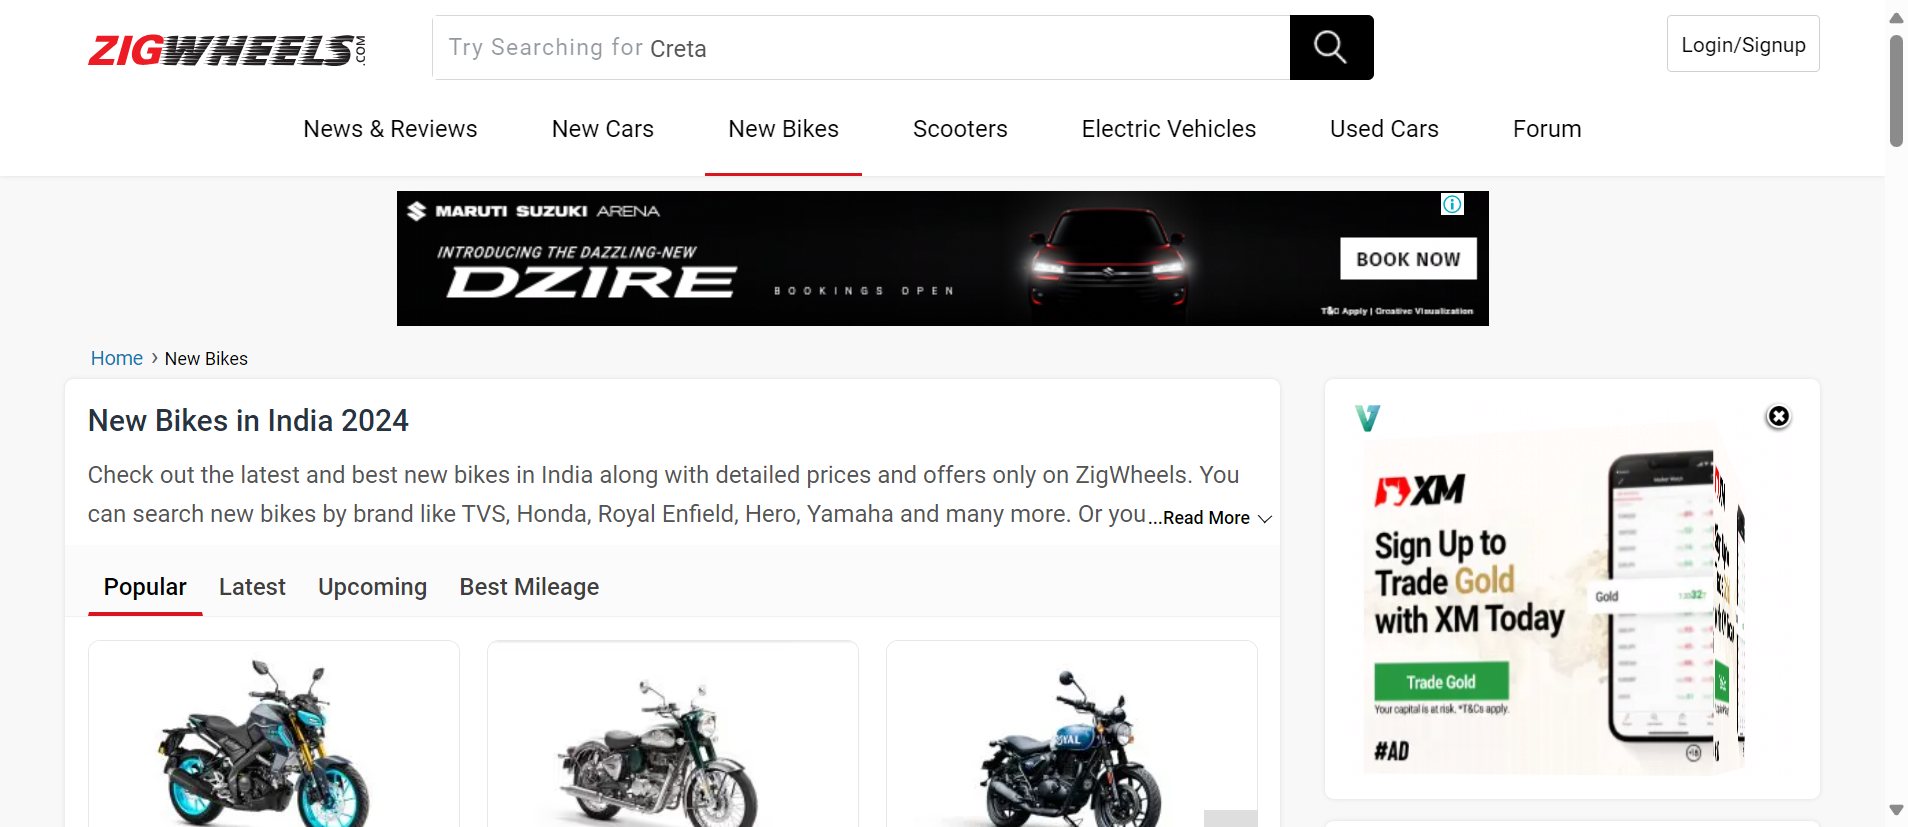 ZIGWHEELS.COM
Try Searching for Creta
Login/Signup
News & Reviews New Cars New Bikes Scooters Electric Vehicles Used Cars Forum
MARUTI SUZUKI ARENA
INTRODUCING THE DAZZLING-NEW
DZIRE
BOOKINGS OPEN
BOOK NOW
T&C Apply | Creative Visualization
Home › New Bikes
New Bikes in India 2024
Check out the latest and best new bikes in India along with detailed prices and offers only on ZigWheels. You
can search new bikes by brand like TVS, Honda, Royal Enfield, Hero, Yamaha and many more. Or you ...Read More
Popular Latest Upcoming Best Mileage
ROYAL
XM
Sign Up to
Trade Gold
with XM Today
Gold
Trade Gold
Your capital is at risk. *T&Cs apply.
#AD